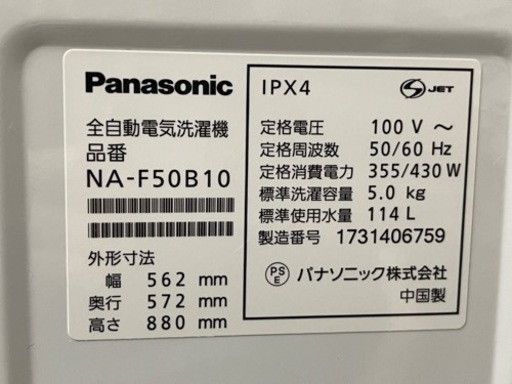 Panasonic
全自動電気洗濯機
品番
NA-F50B10
外形寸法
幅 562 mm
奥行 572 mm
高さ 880 mm
IPX4
S JET
定格電圧 100 V ～
定格周波数 50/60 Hz
定格消費電力 355/430 W
標準洗濯容量 5.0 kg
標準使用水量 114 L
製造番号 1731406759
PS E パナソニック株式会社
中国製